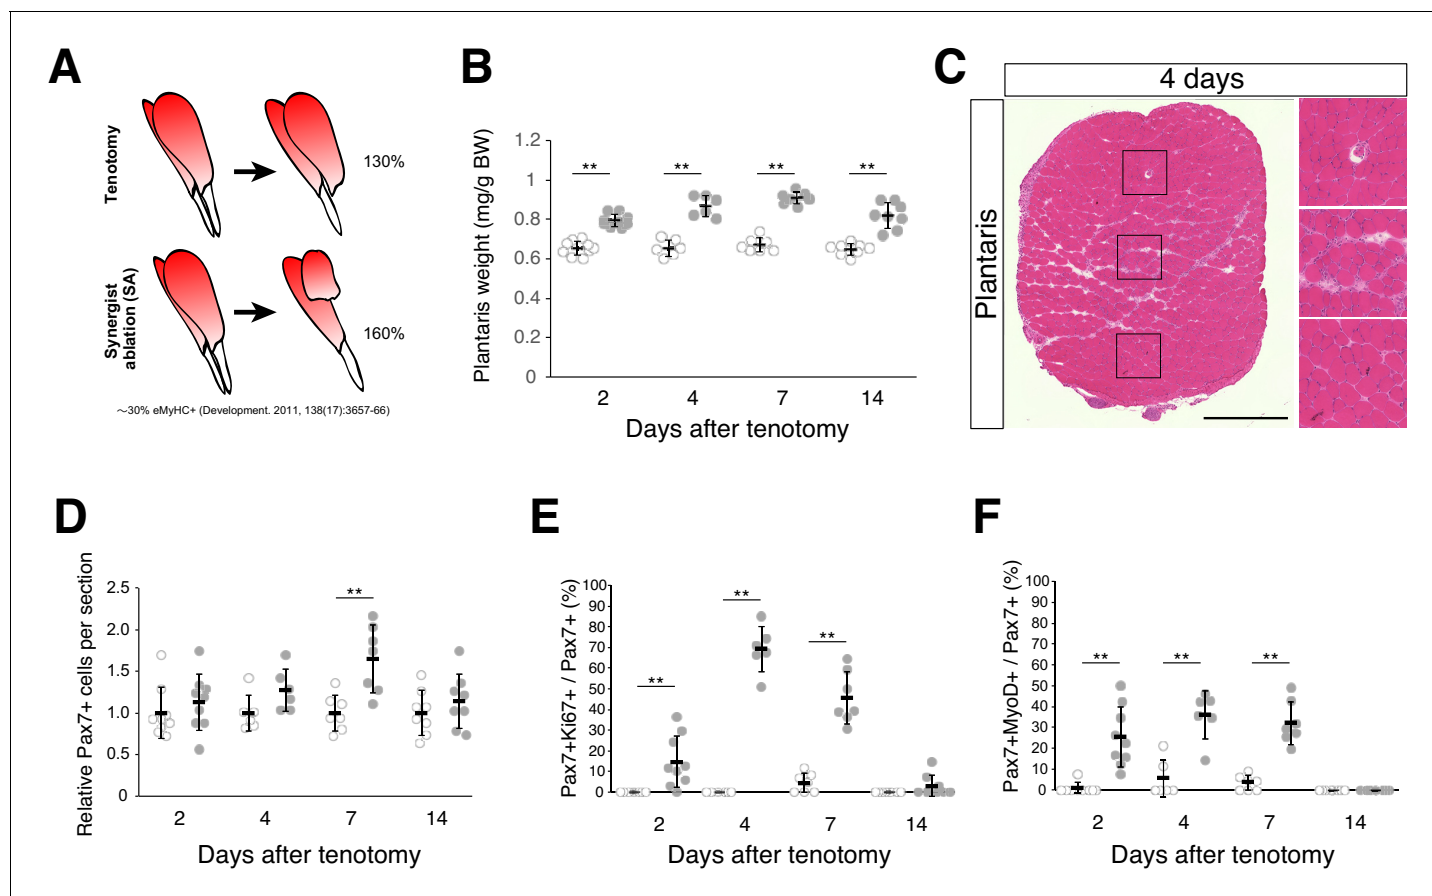 A
Tenotomy
130%
Synergist
ablation (SA)
160%
～30% eMyHC+ (Development. 2011, 138(17):3657-66)
B
Plantaris weight (mg/g BW)
1.2
1
0.8
0.6
0.4
0.2
0
** ** ** **
2 4 7 14
Days after tenotomy
C
4 days
Plantaris
D
Relative Pax7+ cells per section
2.5
2.0
1.5
1.0
0.5
0
**
2 4 7 14
Days after tenotomy
E
Pax7+Ki67+ / Pax7+ (%)
100
90
80
70
60
50
40
30
20
10
0
** ** **
2 4 7 14
Days after tenotomy
F
Pax7+MyoD+ / Pax7+ (%)
100
90
80
70
60
50
40
30
20
10
0
** ** **
2 4 7 14
Days after tenotomy